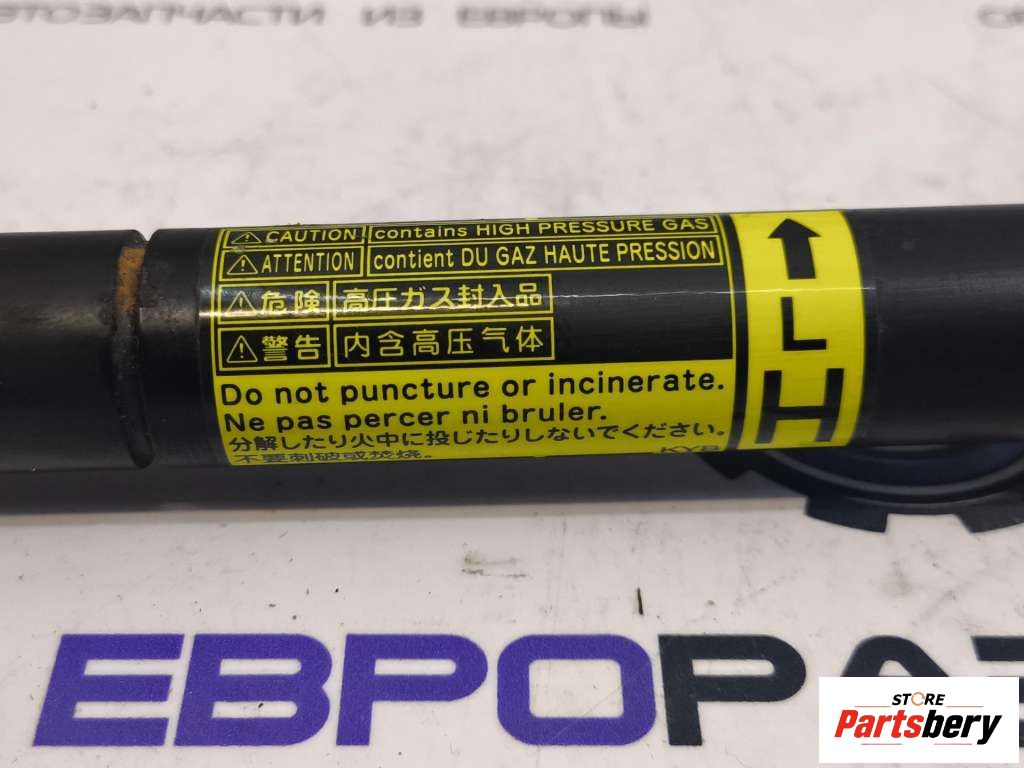 АВТОЗАПЧАСТИ ИЗ ЕВРОПЫ
CAUTION contains HIGH PRESSURE GAS
ATTENTION contient DU GAZ HAUTE PRESSION
危険 高圧ガス封入品
警告 内含高压气体
Do not puncture or incinerate.
Ne pas percer ni bruler.
分解したり火中に投じたりしないでください。
不要刺破或焚烧。
KYB
L
H
ЕВРОРАЗ
STORE
Partsbery